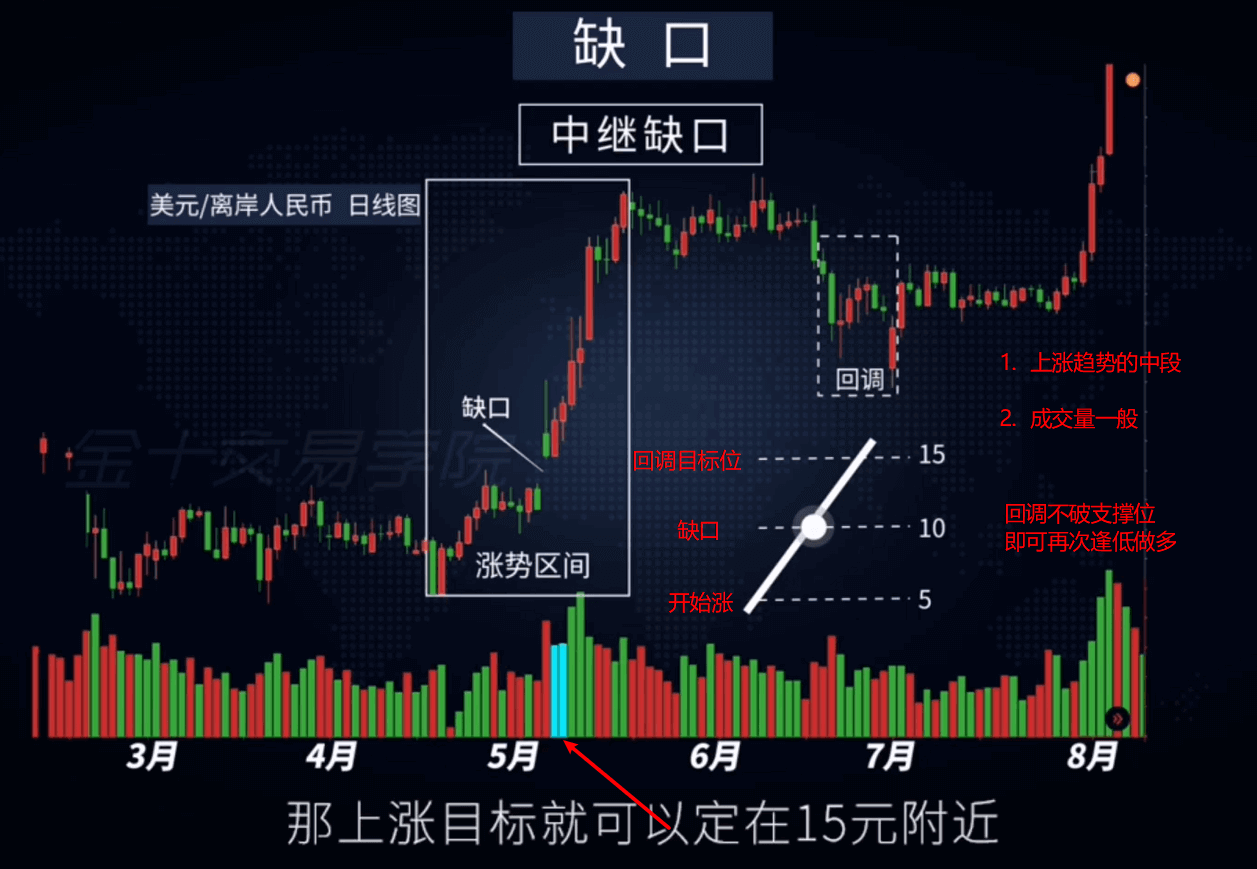 缺 口
中继缺口
美元/离岸人民币 日线图
缺口
涨势区间
回调
金十交易学院
1. 上涨趋势的中段
2. 成交量一般
回调目标位
15
缺口
10
开始涨
5
回调不破支撑位
即可再次逢低做多
3月 4月 5月 6月 7月 8月
那上涨目标就可以定在15元附近